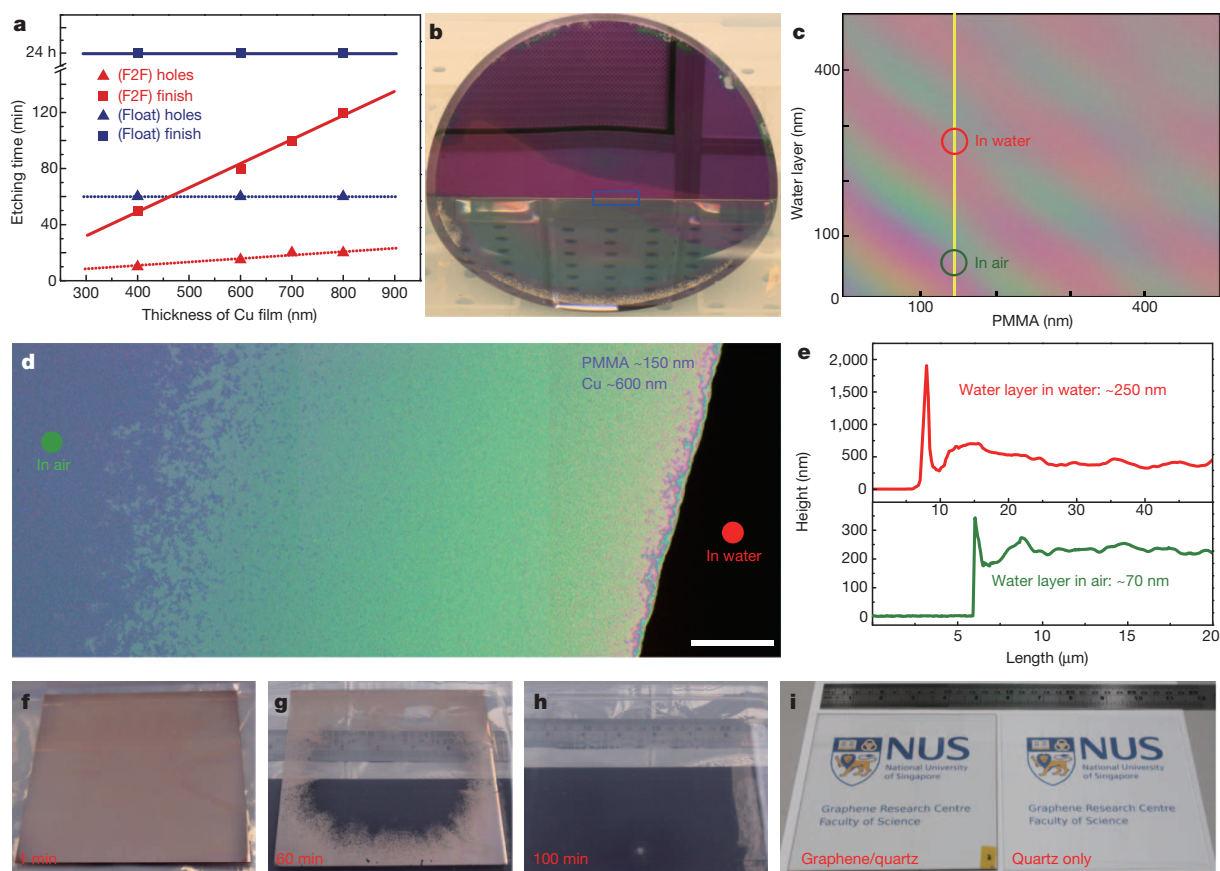 a
24 h
120
80
40
0
Etching time (min)
(F2F) holes
(F2F) finish
(Float) holes
(Float) finish
300 400 500 600 700 800 900
Thickness of Cu film (nm)
b
c
400
100
0
Water layer (nm)
In water
In air
100 400
PMMA (nm)
d
PMMA ~150 nm
Cu ~600 nm
In air
In water
e
2,000
1,500
1,000
500
0
Water layer in water: ~250 nm
10 20 30 40
Height (nm)
300
200
100
0
Water layer in air: ~70 nm
5 10 15 20
Length (μm)
f
1 min
g
60 min
h
100 min
i
NUS
National University
of Singapore
Graphene Research Centre
Faculty of Science
Graphene/quartz
NUS
National University
of Singapore
Graphene Research Centre
Faculty of Science
Quartz only